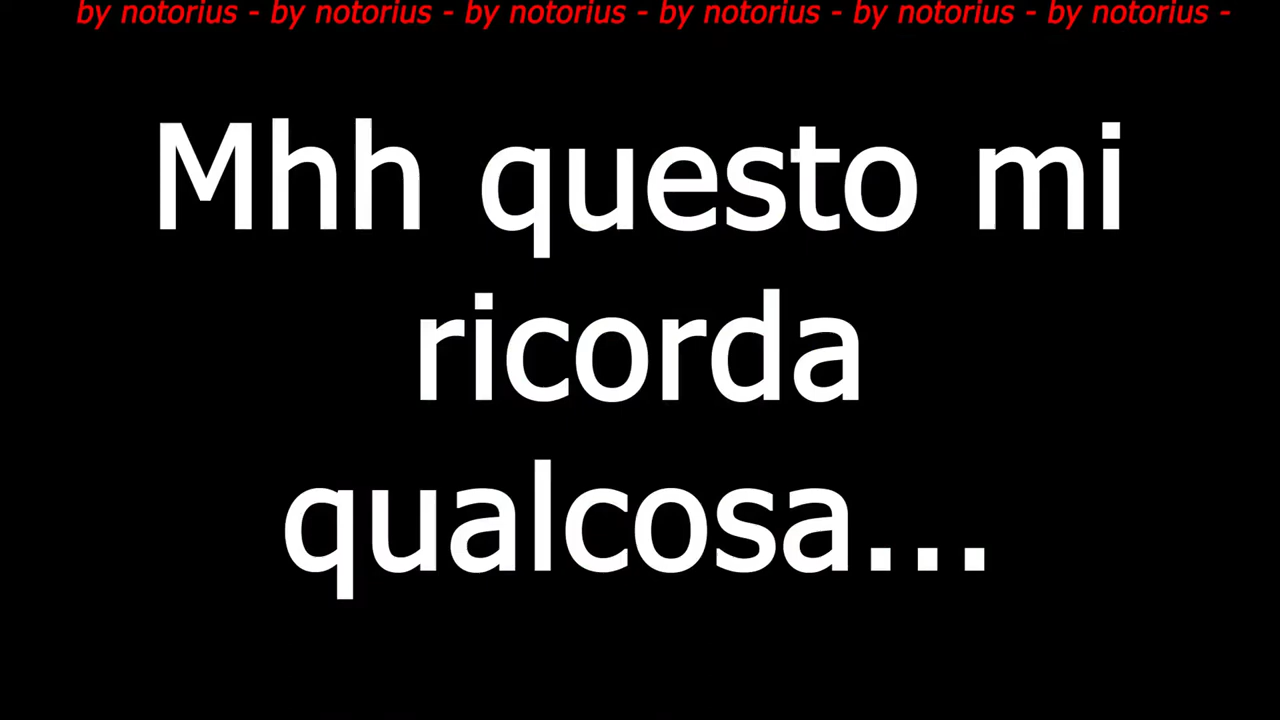 by notorius - by notorius - by notorius - by notorius - by notorius - by notorius -
Mhh questo mi
ricorda
qualcosa...